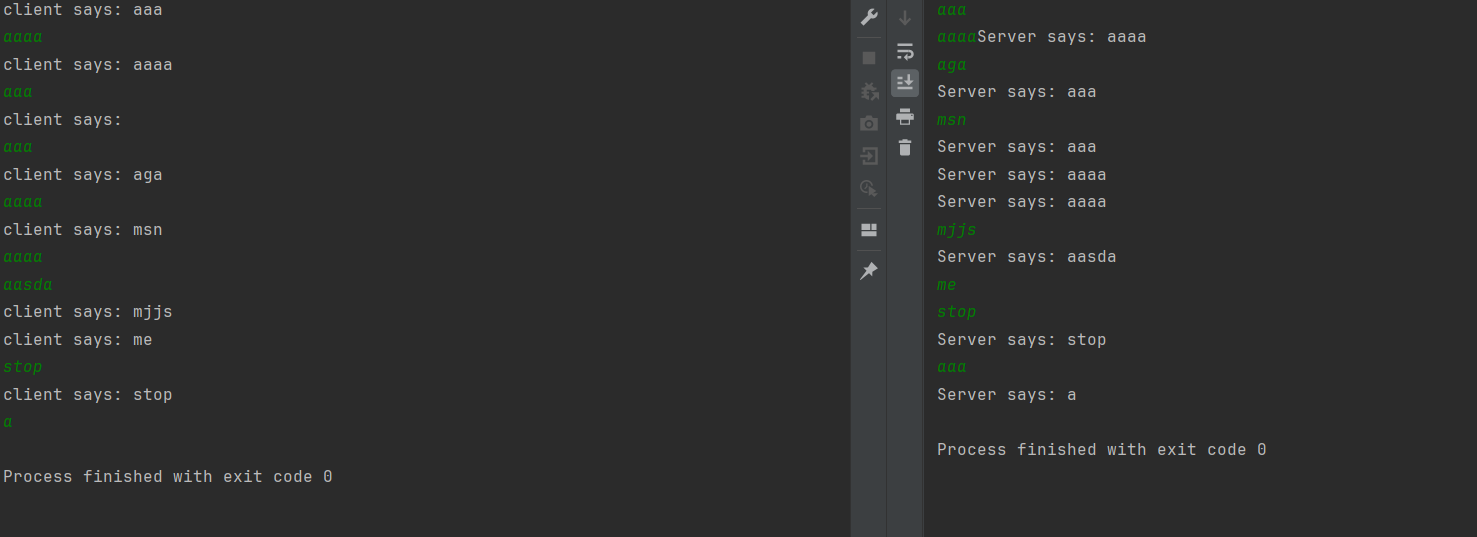 client says: aaa
aaaa
client says: aaaa
aaa
client says:
aaa
client says: aga
aaaa
client says: msn
aaaa
aasda
client says: mjjs
client says: me
stop
client says: stop
a
Process finished with exit code 0
aaa
aaaaServer says: aaaa
aga
Server says: aaa
msn
Server says: aaa
Server says: aaaa
Server says: aaaa
mjjs
Server says: aasda
me
stop
Server says: stop
aaa
Server says: a
Process finished with exit code 0